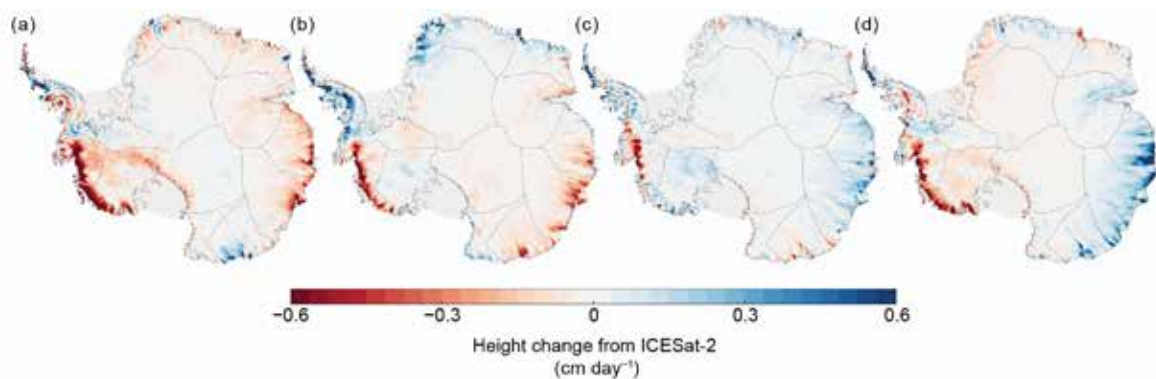 (a) (b) (c) (d)
−0.6 −0.3 0 0.3 0.6
Height change from ICESat-2
(cm day⁻¹)